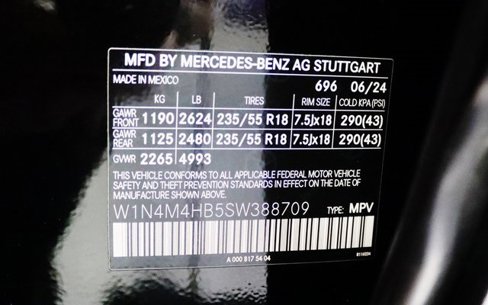 MFD BY MERCEDES-BENZ AG STUTTGART
MADE IN MEXICO 696 06/24
KG LB TIRES RIM SIZE COLD KPA (PSI)
GAWR FRONT 1190 2624 235/55 R18 7.5Jx18 290(43)
GAWR REAR 1125 2480 235/55 R18 7.5Jx18 290(43)
GVWR 2265 4993
THIS VEHICLE CONFORMS TO ALL APPLICABLE FEDERAL MOTOR VEHICLE
SAFETY AND THEFT PREVENTION STANDARDS IN EFFECT ON THE DATE OF
MANUFACTURE SHOWN ABOVE.
W1N4M4HB5SW388709 TYPE: MPV
A 000 817 54 04